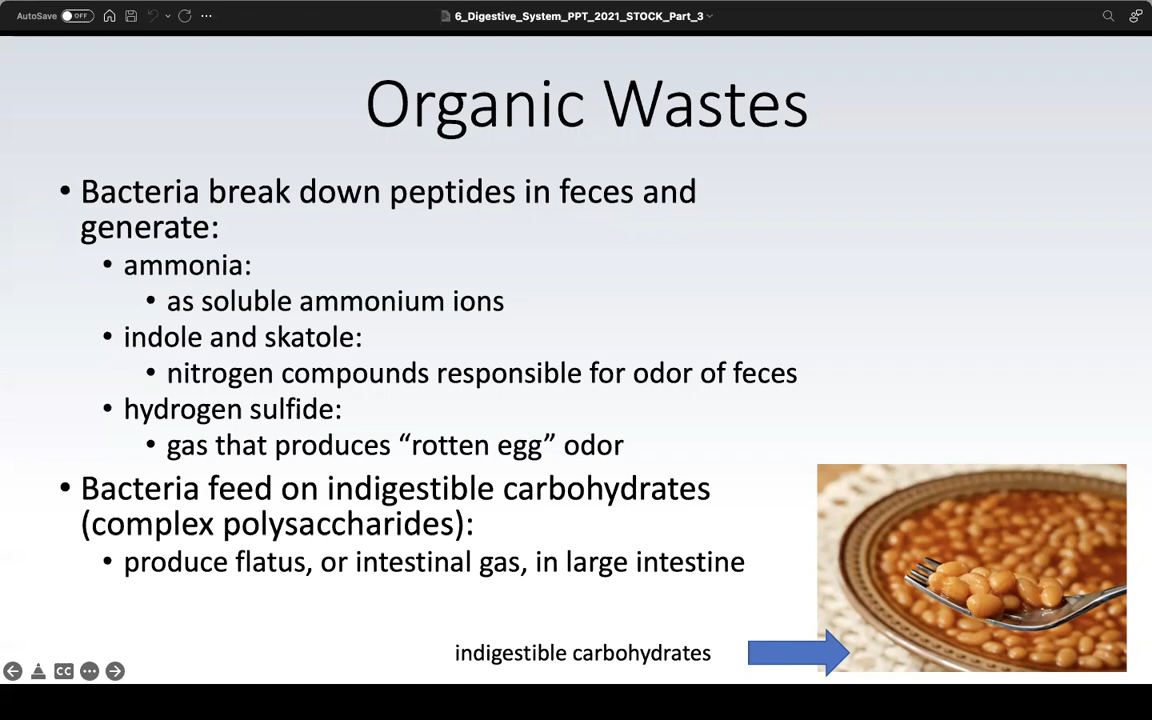 AutoSave OFF 6_Digestive_System_PPT_2021_STOCK_Part_3
Organic Wastes
• Bacteria break down peptides in feces and
generate:
• ammonia:
• as soluble ammonium ions
• indole and skatole:
• nitrogen compounds responsible for odor of feces
• hydrogen sulfide:
• gas that produces “rotten egg” odor
• Bacteria feed on indigestible carbohydrates
(complex polysaccharides):
• produce flatus, or intestinal gas, in large intestine
indigestible carbohydrates
CC